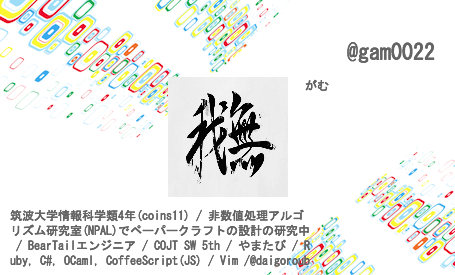 @gam0022
がむ
我無
筑波大学情報科学類4年(coins11) / 非数値処理アルゴ
リズム研究室(NPAL)でペーパークラフトの設計の研究中
/ BearTailエンジニア / COJT SW 5th / やまたび / R
uby, C#, OCaml, CoffeeScript(JS) / Vim /@daigoroub